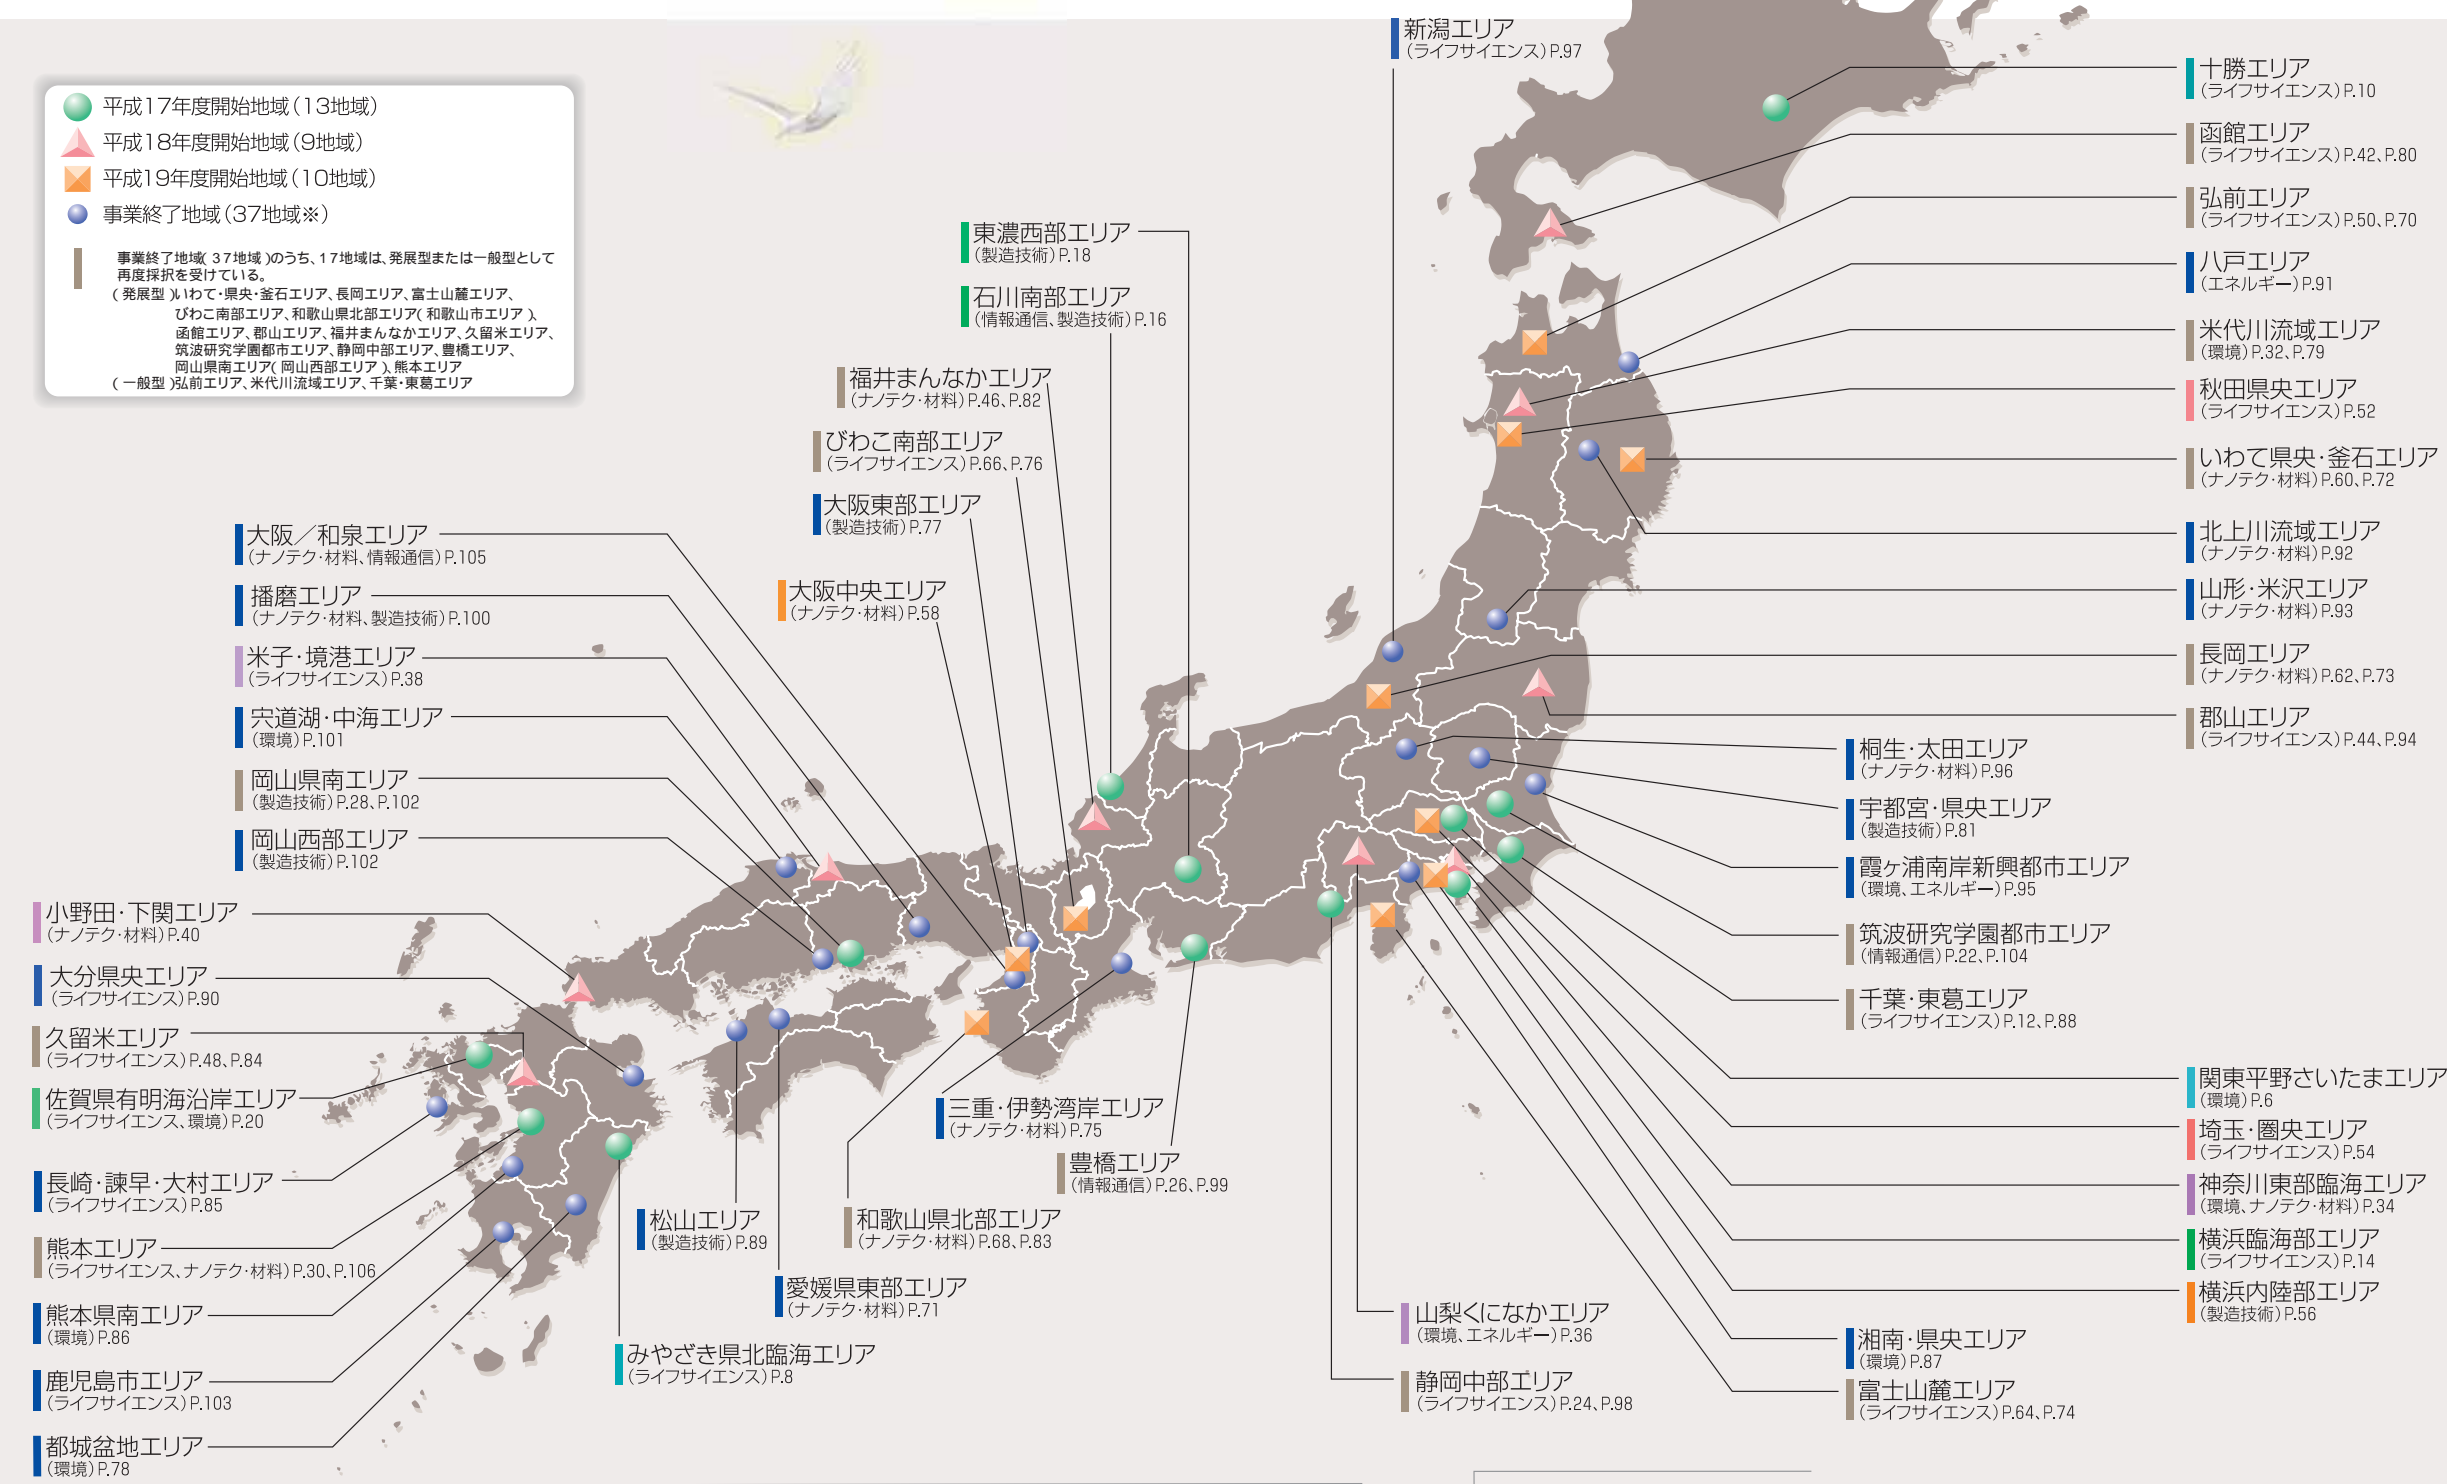 平成17年度開始地域(13地域)
平成18年度開始地域(9地域)
平成19年度開始地域(10地域)
事業終了地域(37地域※)
事業終了地域(37地域)のうち、17地域は、発展型または一般型として
再度採択を受けている。
(発展型)いわて・県央・釜石エリア、長岡エリア、富士山麓エリア、
びわこ南部エリア、和歌山県北部エリア(和歌山市エリア)、
函館エリア、郡山エリア、福井まんなかエリア、久留米エリア、
筑波研究学園都市エリア、静岡中部エリア、豊橋エリア、
岡山県南エリア(岡山西部エリア)、熊本エリア
(一般型)弘前エリア、米代川流域エリア、千葉・東葛エリア
新潟エリア
(ライフサイエンス)P.97
東濃西部エリア
(製造技術)P.18
石川南部エリア
(情報通信、製造技術)P.16
福井まんなかエリア
(ナノテク・材料)P.46、P.82
びわこ南部エリア
(ライフサイエンス)P.66、P.76
大阪東部エリア
(製造技術)P.77
大阪中央エリア
(ナノテク・材料)P.58
大阪／和泉エリア
(ナノテク・材料、情報通信)P.105
播磨エリア
(ナノテク・材料、製造技術)P.100
米子・境港エリア
(ライフサイエンス)P.38
宍道湖・中海エリア
(環境)P.101
岡山県南エリア
(製造技術)P.28、P.102
岡山西部エリア
(製造技術)P.102
小野田・下関エリア
(ナノテク・材料)P.40
大分県央エリア
(ライフサイエンス)P.90
久留米エリア
(ライフサイエンス)P.48、P.84
佐賀県有明海沿岸エリア
(ライフサイエンス、環境)P.20
長崎・諫早・大村エリア
(ライフサイエンス)P.85
熊本エリア
(ライフサイエンス、ナノテク・材料)P.30、P.106
熊本県南エリア
(環境)P.86
鹿児島市エリア
(ライフサイエンス)P.103
都城盆地エリア
(環境)P.78
みやざき県北臨海エリア
(ライフサイエンス)P.8
松山エリア
(製造技術)P.89
愛媛県東部エリア
(ナノテク・材料)P.71
和歌山県北部エリア
(ナノテク・材料)P.68、P.83
三重・伊勢湾岸エリア
(ナノテク・材料)P.75
豊橋エリア
(情報通信)P.26、P.99
十勝エリア
(ライフサイエンス)P.10
函館エリア
(ライフサイエンス)P.42、P.80
弘前エリア
(ライフサイエンス)P.50、P.70
八戸エリア
(エネルギー)P.91
米代川流域エリア
(環境)P.32、P.79
秋田県央エリア
(ライフサイエンス)P.52
いわて県央・釜石エリア
(ナノテク・材料)P.60、P.72
北上川流域エリア
(ナノテク・材料)P.92
山形・米沢エリア
(ナノテク・材料)P.93
長岡エリア
(ナノテク・材料)P.62、P.73
郡山エリア
(ライフサイエンス)P.44、P.94
桐生・太田エリア
(ナノテク・材料)P.96
宇都宮・県央エリア
(製造技術)P.81
霞ヶ浦南岸新興都市エリア
(環境、エネルギー)P.95
筑波研究学園都市エリア
(情報通信)P.22、P.104
千葉・東葛エリア
(ライフサイエンス)P.12、P.88
関東平野さいたまエリア
(環境)P.6
埼玉・圏央エリア
(ライフサイエンス)P.54
神奈川東部臨海エリア
(環境、ナノテク・材料)P.34
横浜臨海部エリア
(ライフサイエンス)P.14
横浜内陸部エリア
(製造技術)P.56
湘南・県央エリア
(環境)P.87
富士山麓エリア
(ライフサイエンス)P.64、P.74
山梨くになかエリア
(環境、エネルギー)P.36
静岡中部エリア
(ライフサイエンス)P.24、P.98